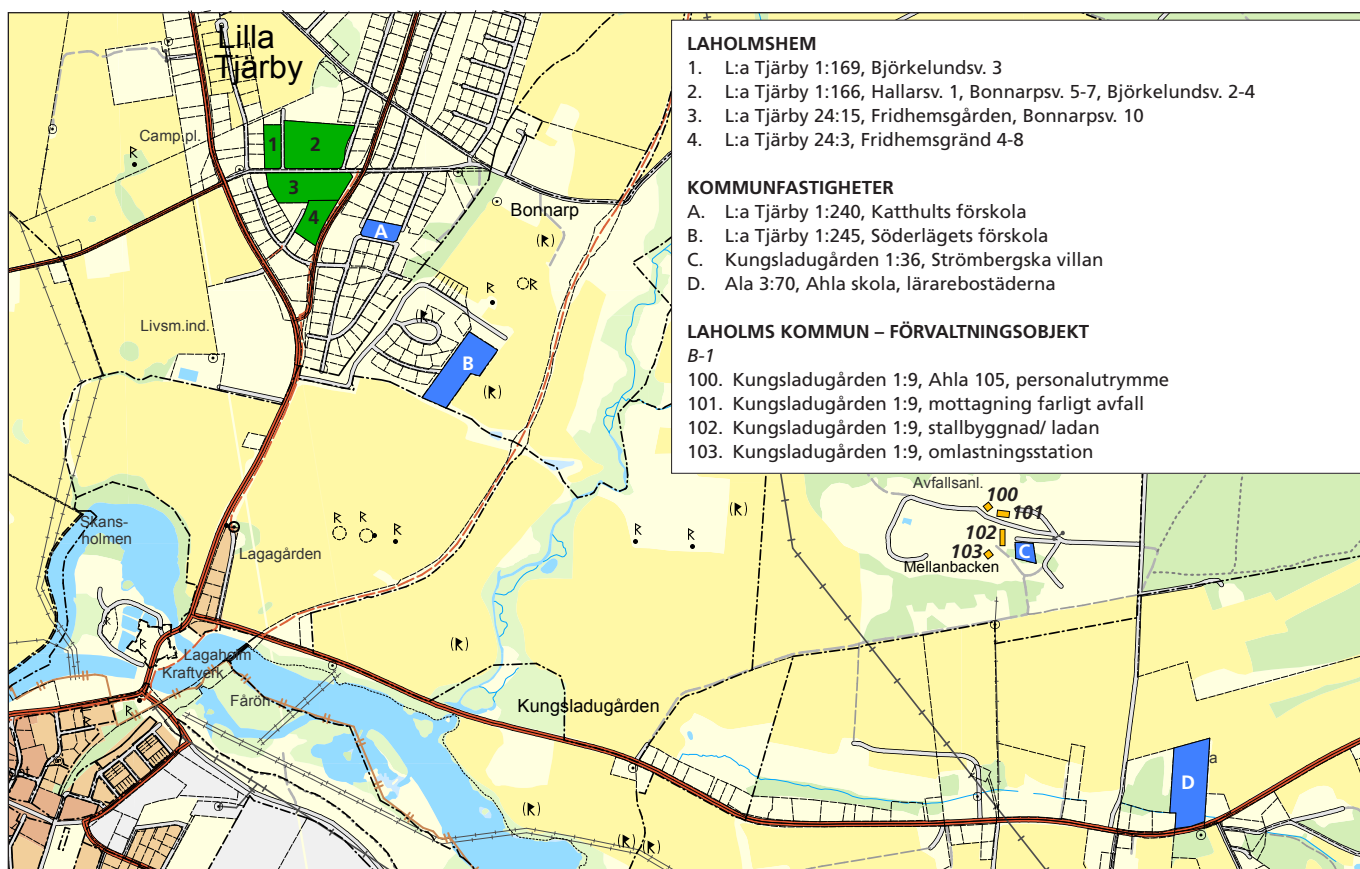 Lilla
Tjärby
Camp.pl.
1
2
3
4
A
Bonnarp
B
Livsm.ind.
LAHOLMSHEM
1. L:a Tjärby 1:169, Björkelundsv. 3
2. L:a Tjärby 1:166, Hallarsv. 1, Bonnarpsv. 5-7, Björkelundsv. 2-4
3. L:a Tjärby 24:15, Fridhemsgården, Bonnarpsv. 10
4. L:a Tjärby 24:3, Fridhemsgränd 4-8
KOMMUNFASTIGHETER
A. L:a Tjärby 1:240, Katthults förskola
B. L:a Tjärby 1:245, Söderlägets förskola
C. Kungsladugården 1:36, Strömbergska villan
D. Ala 3:70, Ahla skola, lärarebostäderna
LAHOLMS KOMMUN – FÖRVALTNINGSOBJEKT
B-1
100. Kungsladugården 1:9, Ahla 105, personalutrymme
101. Kungsladugården 1:9, mottagning farligt avfall
102. Kungsladugården 1:9, stallbyggnad/ ladan
103. Kungsladugården 1:9, omlastningsstation
Avfallsanl.
100
101
102
103
C
Mellanbacken
Skans-
holmen
Lagagården
Lagaholm
Kraftverk
Fårön
Kungsladugården
D
a